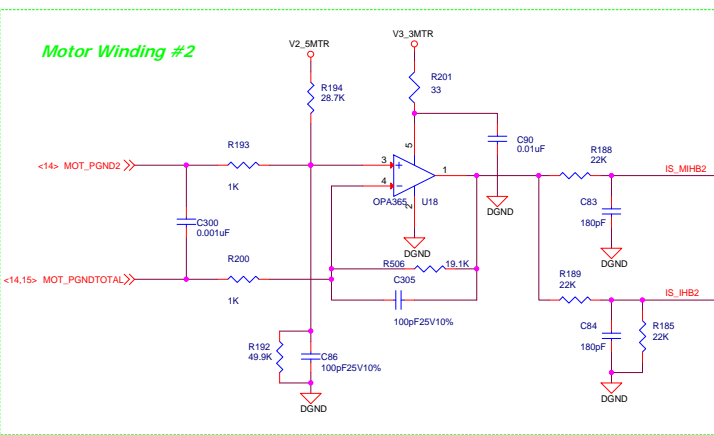 Motor Winding #2
V2_5MTR
V3_3MTR
R194
28.7K
R201
33
C90
0.01uF
DGND
R193
1K
<14> MOT_PGND2
C300
0.001uF
<14,15> MOT_PGNDTOTAL
R200
1K
3
+
4
-
5
1
2
OPA365
U18
DGND
R506
19.1K
C305
100pF25V10%
R188
22K
IS_MIHB2
C83
180pF
DGND
R189
22K
IS_IHB2
C84
180pF
R185
22K
DGND
R192
49.9K
C86
100pF25V10%
DGND